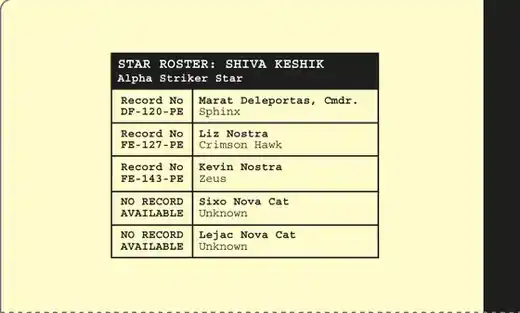 STAR ROSTER: SHIVA KESHIK
Alpha Striker Star
Record No
DF-120-PE
Marat Deleportas, Cmdr.
Sphinx
Record No
FE-127-PE
Liz Nostra
Crimson Hawk
Record No
FE-143-PE
Kevin Nostra
Zeus
NO RECORD
AVAILABLE
Sixo Nova Cat
Unknown
NO RECORD
AVAILABLE
Lejac Nova Cat
Unknown